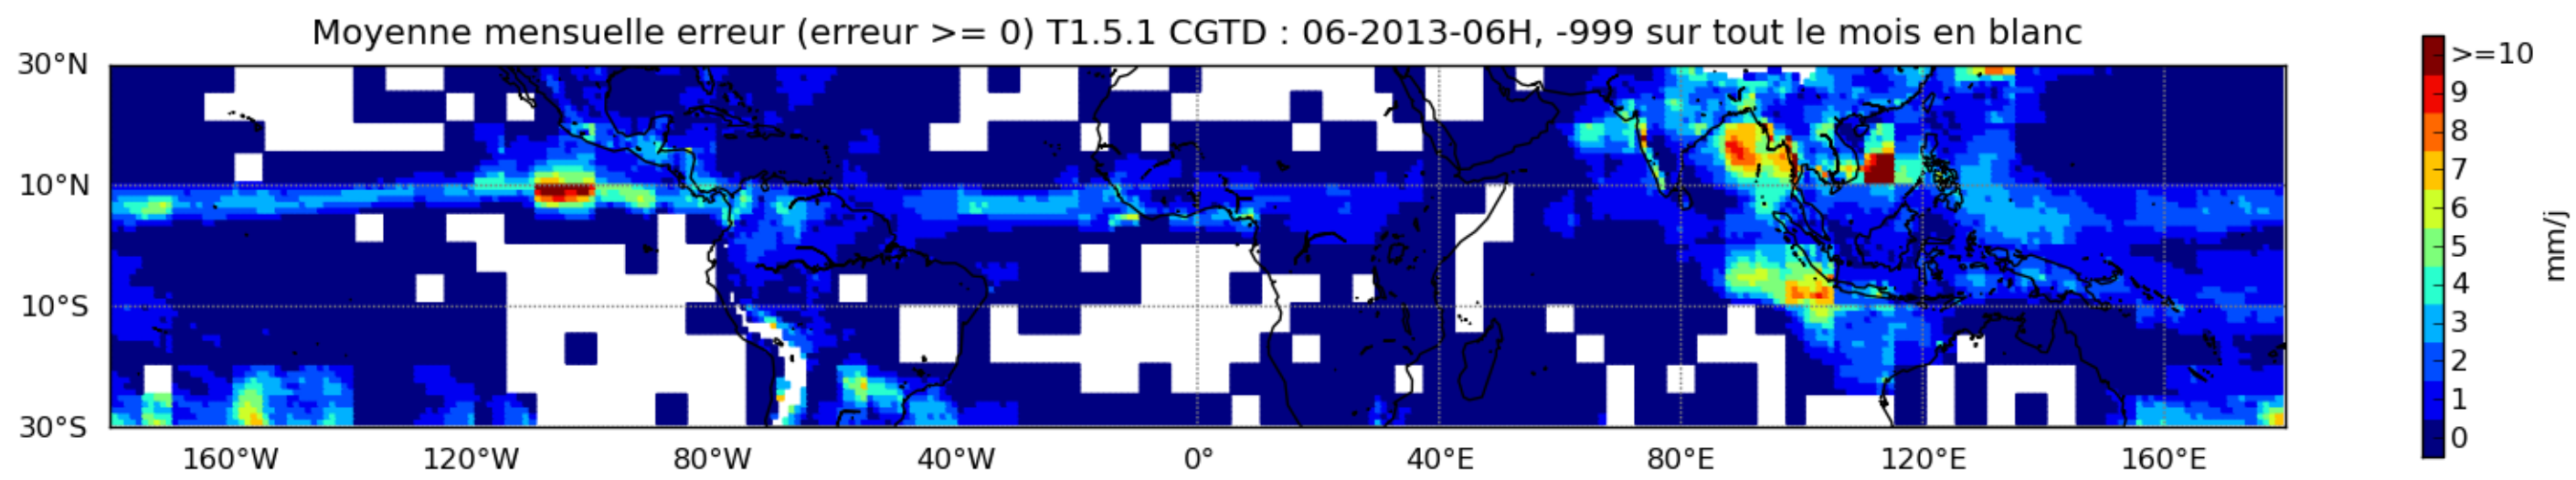 Moyenne mensuelle erreur (erreur >= 0) T1.5.1 CGTD : 06-2013-06H, -999 sur tout le mois en blanc
30°N
10°N
10°S
30°S
160°W 120°W 80°W 40°W 0° 40°E 80°E 120°E 160°E
>=10
9
8
7
6
5
4
3
2
1
0
mm/j